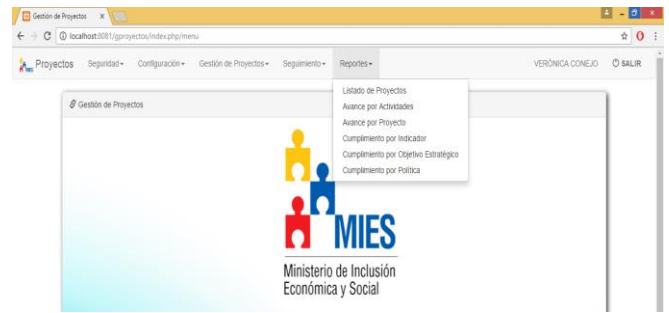 Gestión de Proyectos
localhost:8081/gproyectos/index.php/menu
MIES Proyectos Seguridad Configuración Gestión de Proyectos Seguimiento Reportes VERÓNICA CONEJO SALIR
Listado de Proyectos
Avance por Actividades
Avance por Proyecto
Cumplimiento por Indicador
Cumplimiento por Objetivo Estratégico
Cumplimiento por Política
Gestión de Proyectos
MIES
Ministerio de Inclusión
Económica y Social